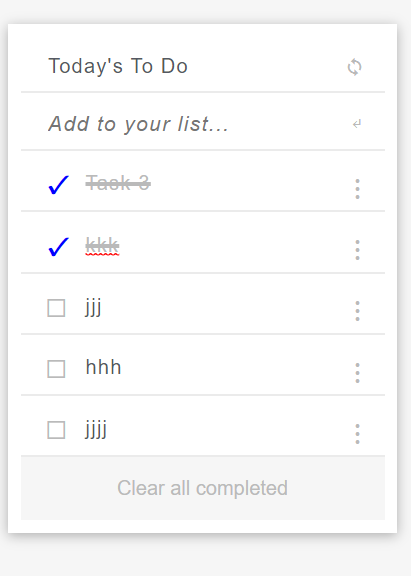 Today's To Do
Add to your list...
Task 3
kkk
jjj
hhh
jjjj
Clear all completed